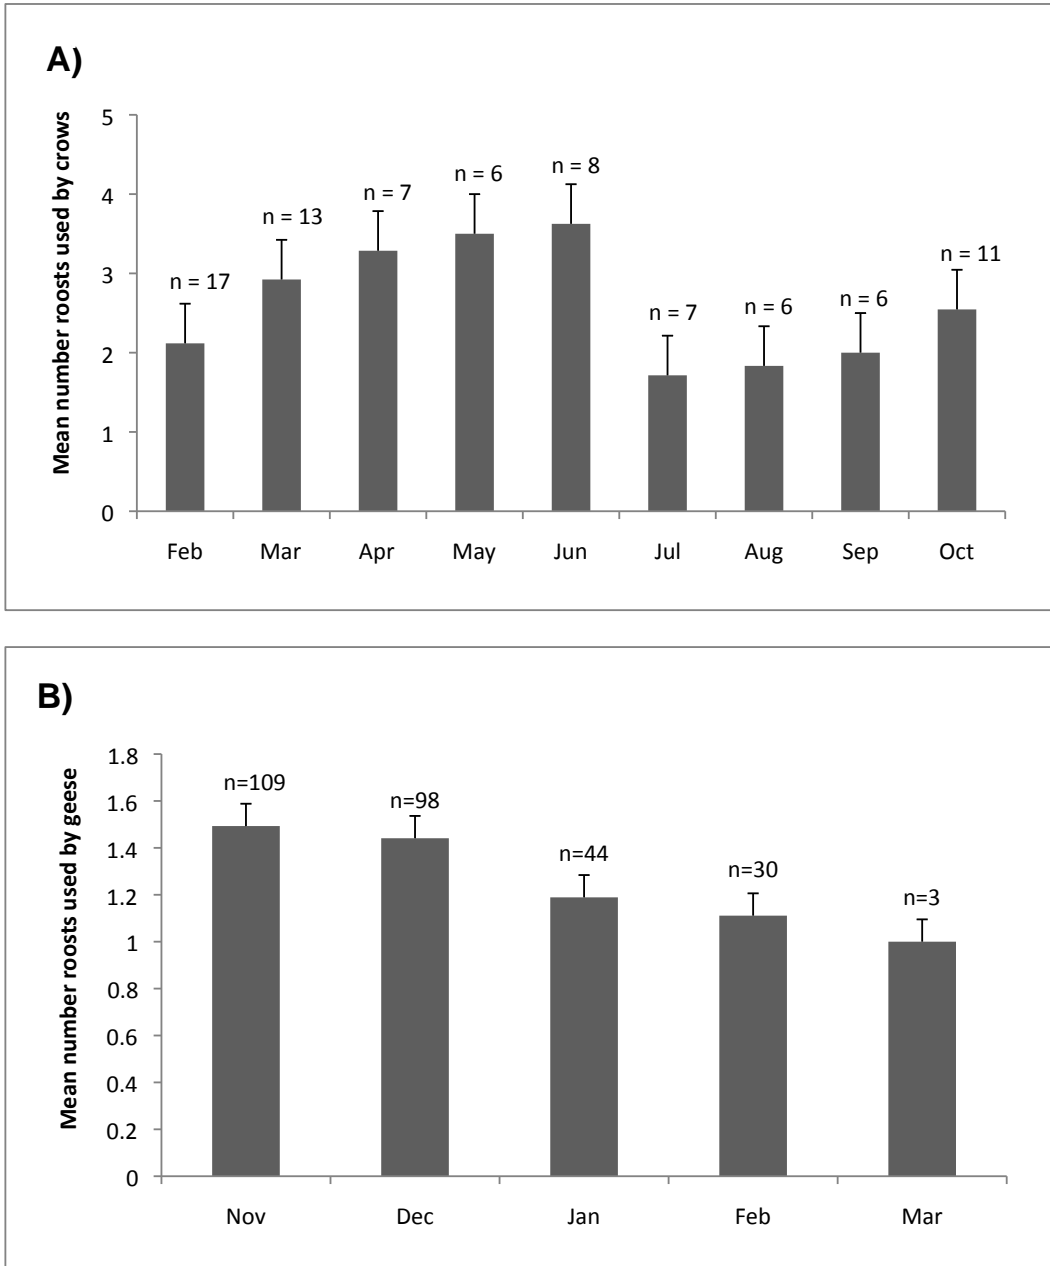 A)
Mean number roosts used by crows
5
4
3
2
1
0
n = 17
n = 13
n = 7
n = 6
n = 8
n = 7
n = 6
n = 6
n = 11
Feb Mar Apr May Jun Jul Aug Sep Oct
B)
Mean number roosts used by geese
1.8
1.6
1.4
1.2
1
0.8
0.6
0.4
0.2
0
n=109
n=98
n=44
n=30
n=3
Nov Dec Jan Feb Mar